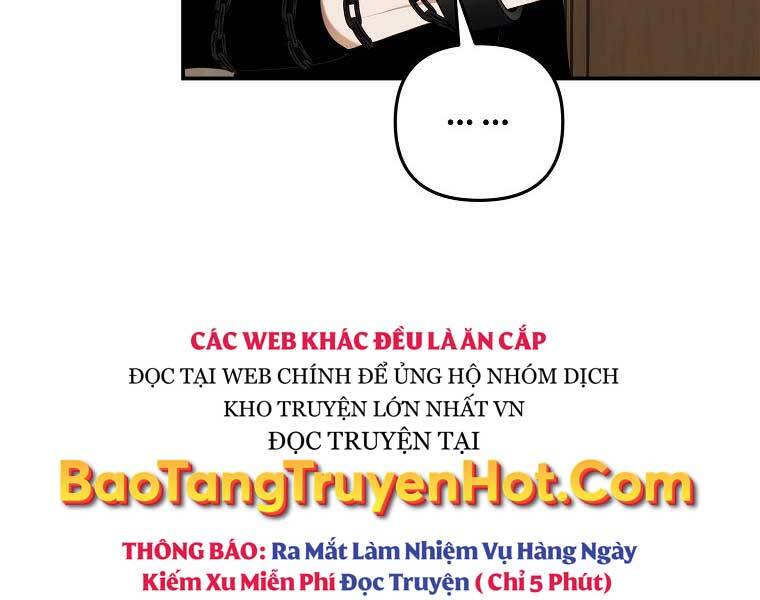 ... ...
CÁC WEB KHÁC ĐỀU LÀ ĂN CẮP
ĐỌC TẠI WEB CHÍNH ĐỂ ỦNG HỘ NHÓM DỊCH
KHO TRUYỆN LỚN NHẤT VN
ĐỌC TRUYỆN TẠI
BaoTangTruyenHot.Com
THÔNG BÁO: Ra Mắt Làm Nhiệm Vụ Hàng Ngày
Kiếm Xu Miễn Phí Đọc Truyện ( Chỉ 5 Phút)